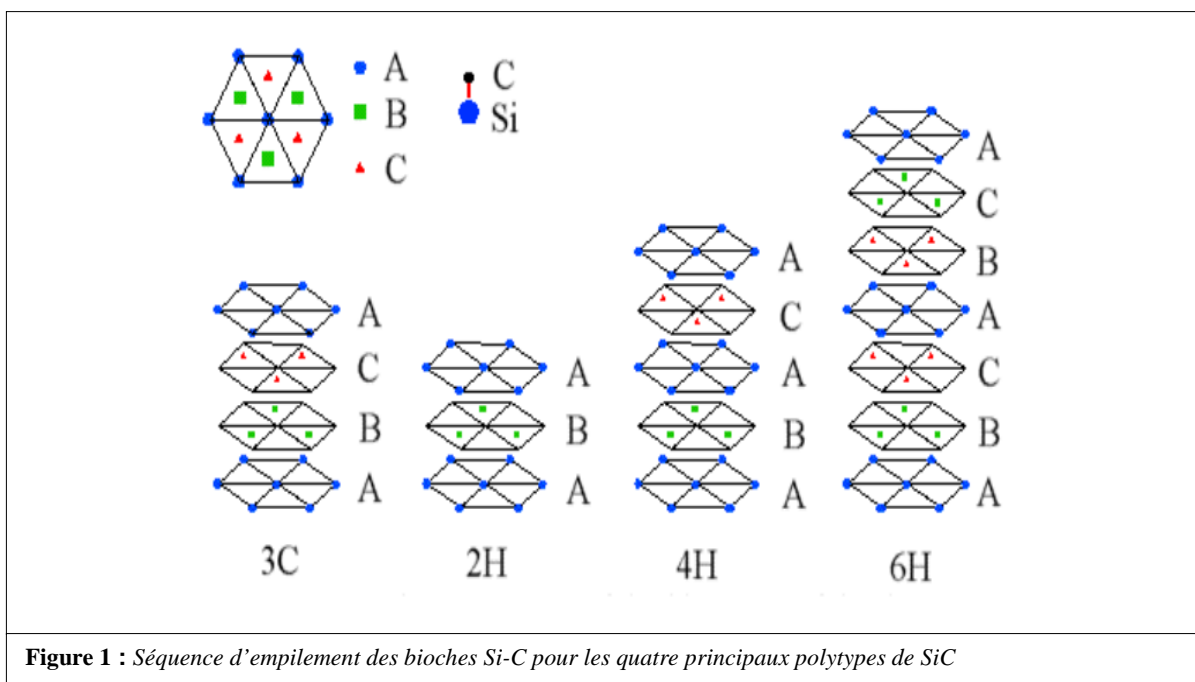 A
B
C
C
Si
A
C
B
A
3C
A
B
A
2H
A
C
A
B
A
4H
A
C
B
A
C
B
A
6H
Figure 1 : Séquence d'empilement des bioches Si-C pour les quatre principaux polytypes de SiC